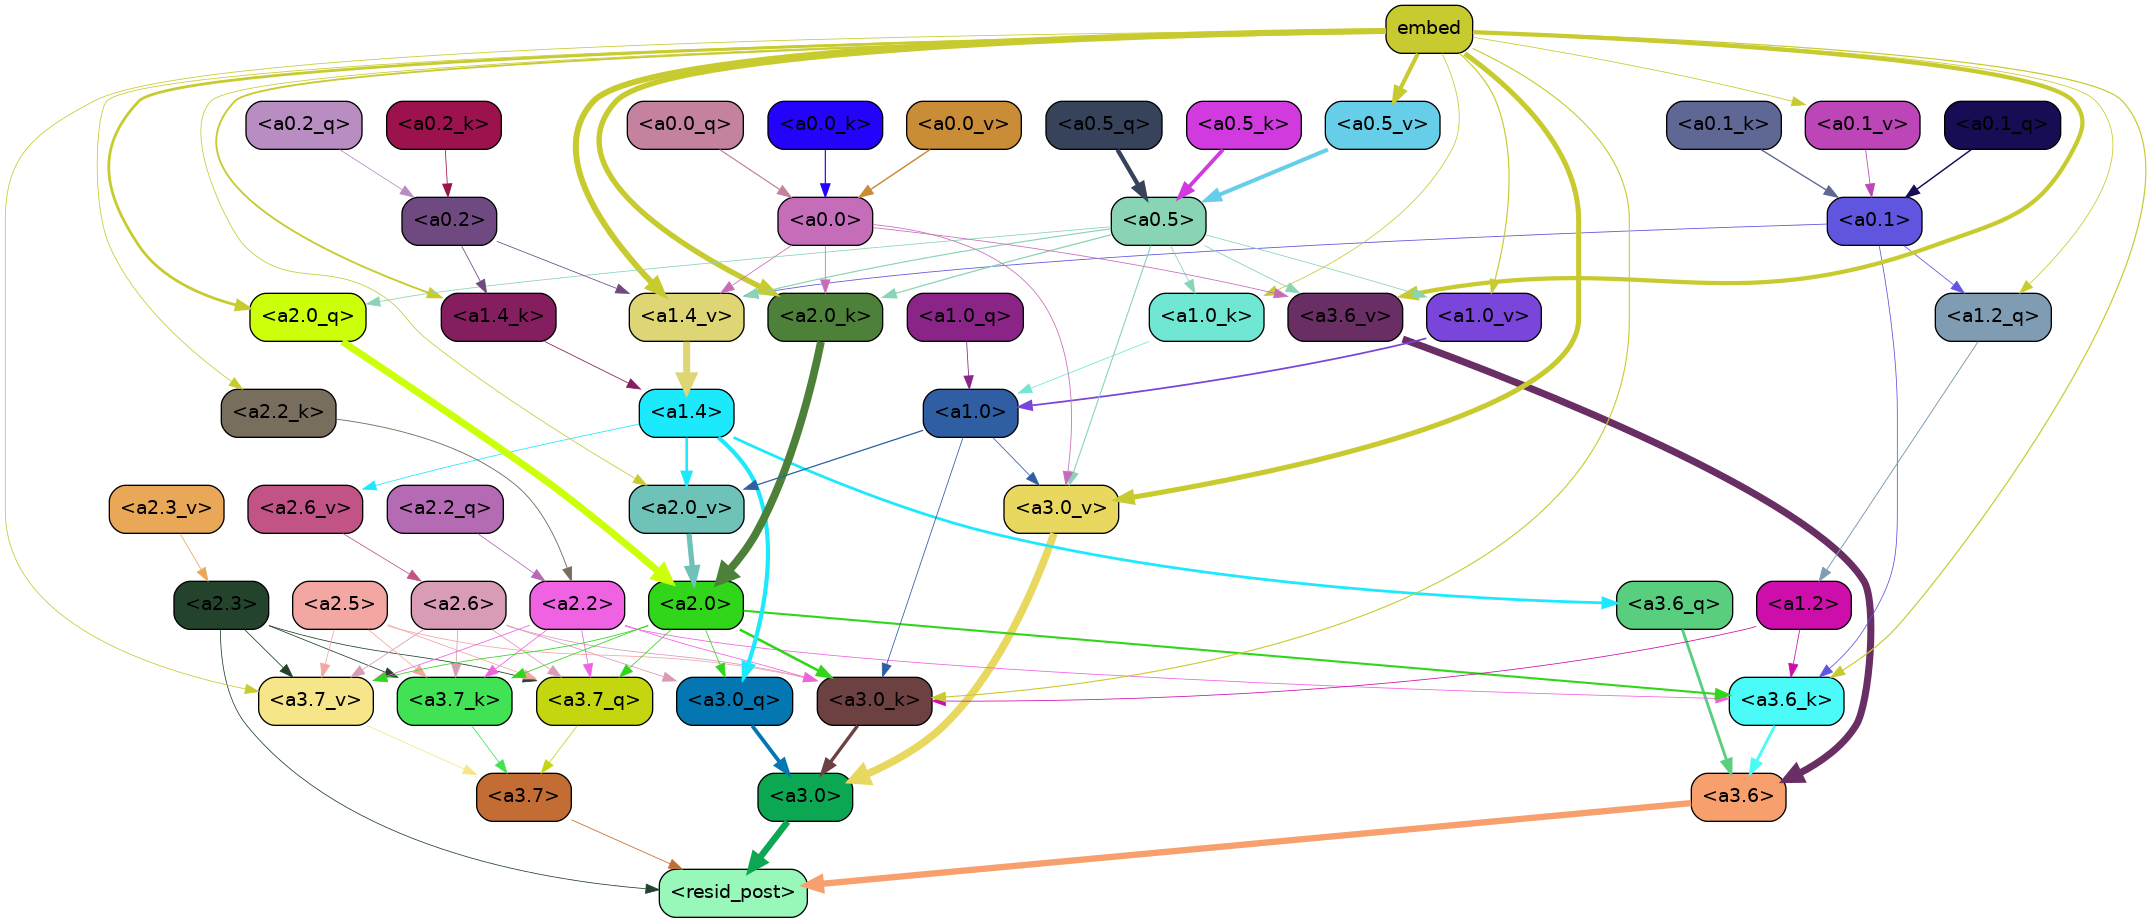 embed
<a0.2_q>
<a0.2_k>
<a0.0_q>
<a0.0_k>
<a0.0_v>
<a0.5_q>
<a0.5_k>
<a0.5_v>
<a0.1_k>
<a0.1_v>
<a0.1_q>
<a0.2>
<a0.0>
<a0.5>
<a0.1>
<a2.0_q>
<a1.4_k>
<a1.4_v>
<a2.0_k>
<a1.0_q>
<a1.0_k>
<a3.6_v>
<a1.0_v>
<a1.2_q>
<a2.2_k>
<a1.4>
<a1.0>
<a2.3_v>
<a2.6_v>
<a2.2_q>
<a2.0_v>
<a3.0_v>
<a2.3>
<a2.5>
<a2.6>
<a2.2>
<a2.0>
<a3.6_q>
<a1.2>
<a3.7_v>
<a3.7_k>
<a3.7_q>
<a3.0_q>
<a3.0_k>
<a3.6_k>
<a3.7>
<a3.0>
<a3.6>
<resid_post>